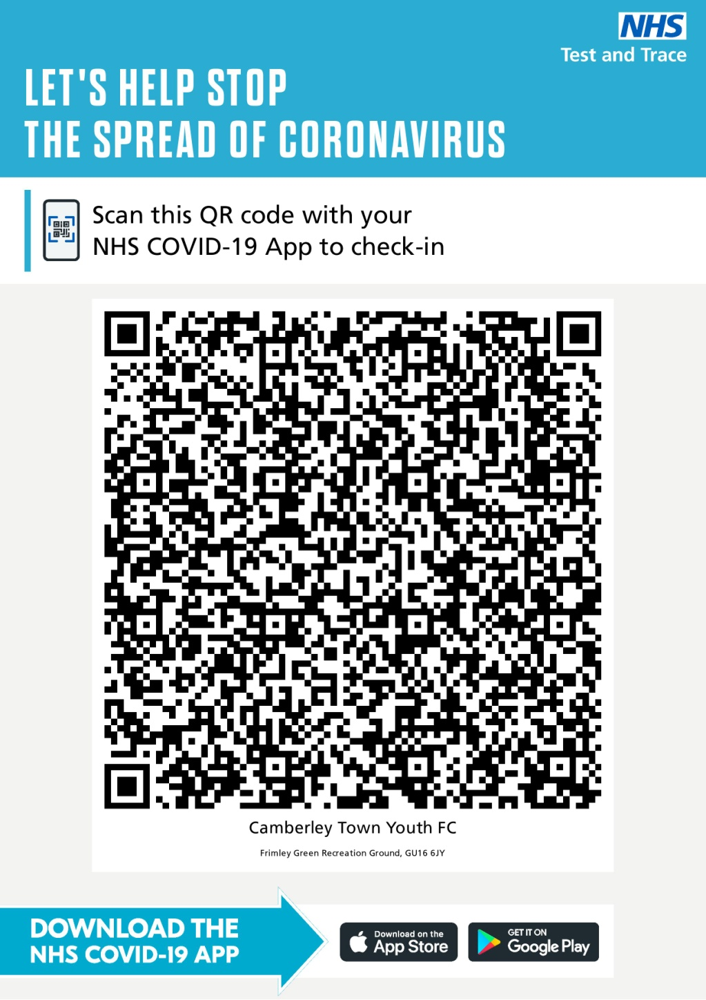 NHS
Test and Trace
LET'S HELP STOP
THE SPREAD OF CORONAVIRUS
Scan this QR code with your
NHS COVID-19 App to check-in
Camberley Town Youth FC
Frimley Green Recreation Ground, GU16 6JY
DOWNLOAD THE
NHS COVID-19 APP
Download on the
App Store
GET IT ON
Google Play